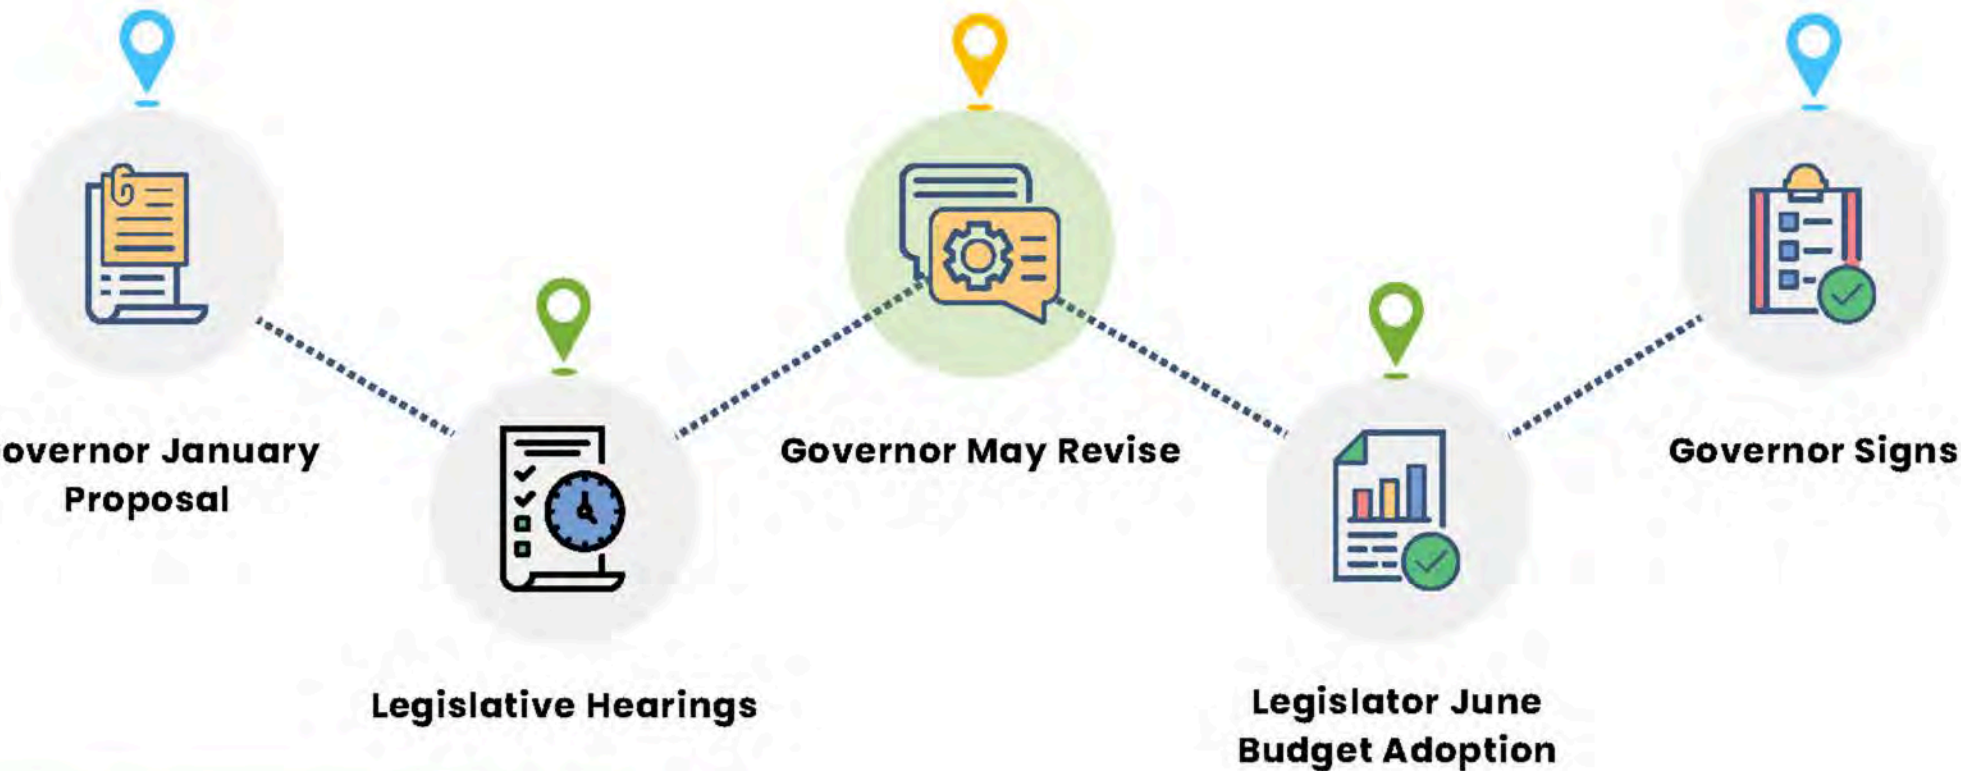 overnor January
Proposal
Legislative Hearings
Governor May Revise
Legislator June
Budget Adoption
Governor Signs